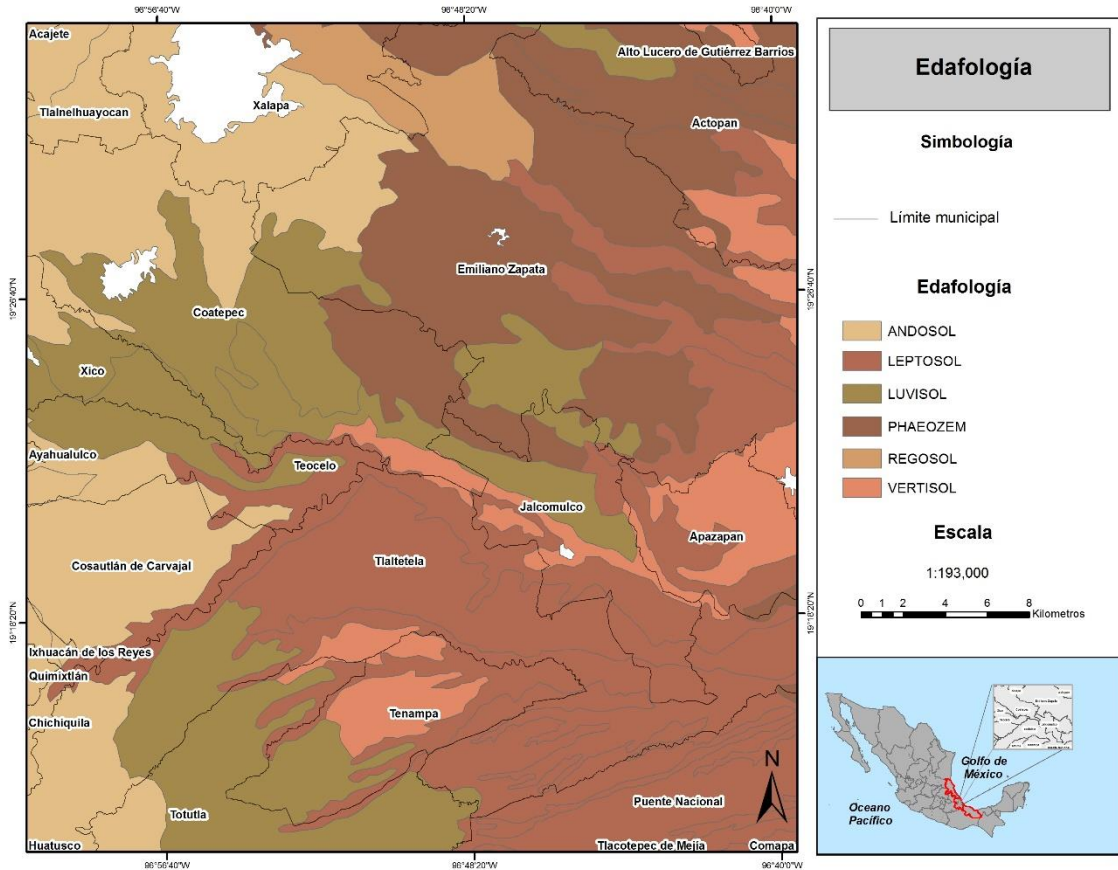 96°56'40"W 96°48'20"W 96°40'0"W
Acajete
Alto Lucero de Gutiérrez Barrios
Tlalnelhuayocan
Xalapa
Actopan
Emiliano Zapata
19°26'40"N
19°26'40"N
Coatepec
Xico
Ayahualulco
Teocelo
Jalcomulco
Apazapan
Cosautlán de Carvajal
Tlaltetela
19°18'20"N
19°18'20"N
Ixhuacán de los Reyes
Quimixtlán
Chichiquila
Tenampa
N
Totutla
Puente Nacional
Huatusco
Tlacotepec de Mejía
Comapa
96°56'40"W 96°48'20"W 96°40'0"W
Edafología
Simbología
Límite municipal
Edafología
ANDOSOL
LEPTOSOL
LUVISOL
PHAEOZEM
REGOSOL
VERTISOL
Escala
1:193,000
0 1 2 4 6 8
Kilometros
Golfo de
México
Oceano
Pacífico